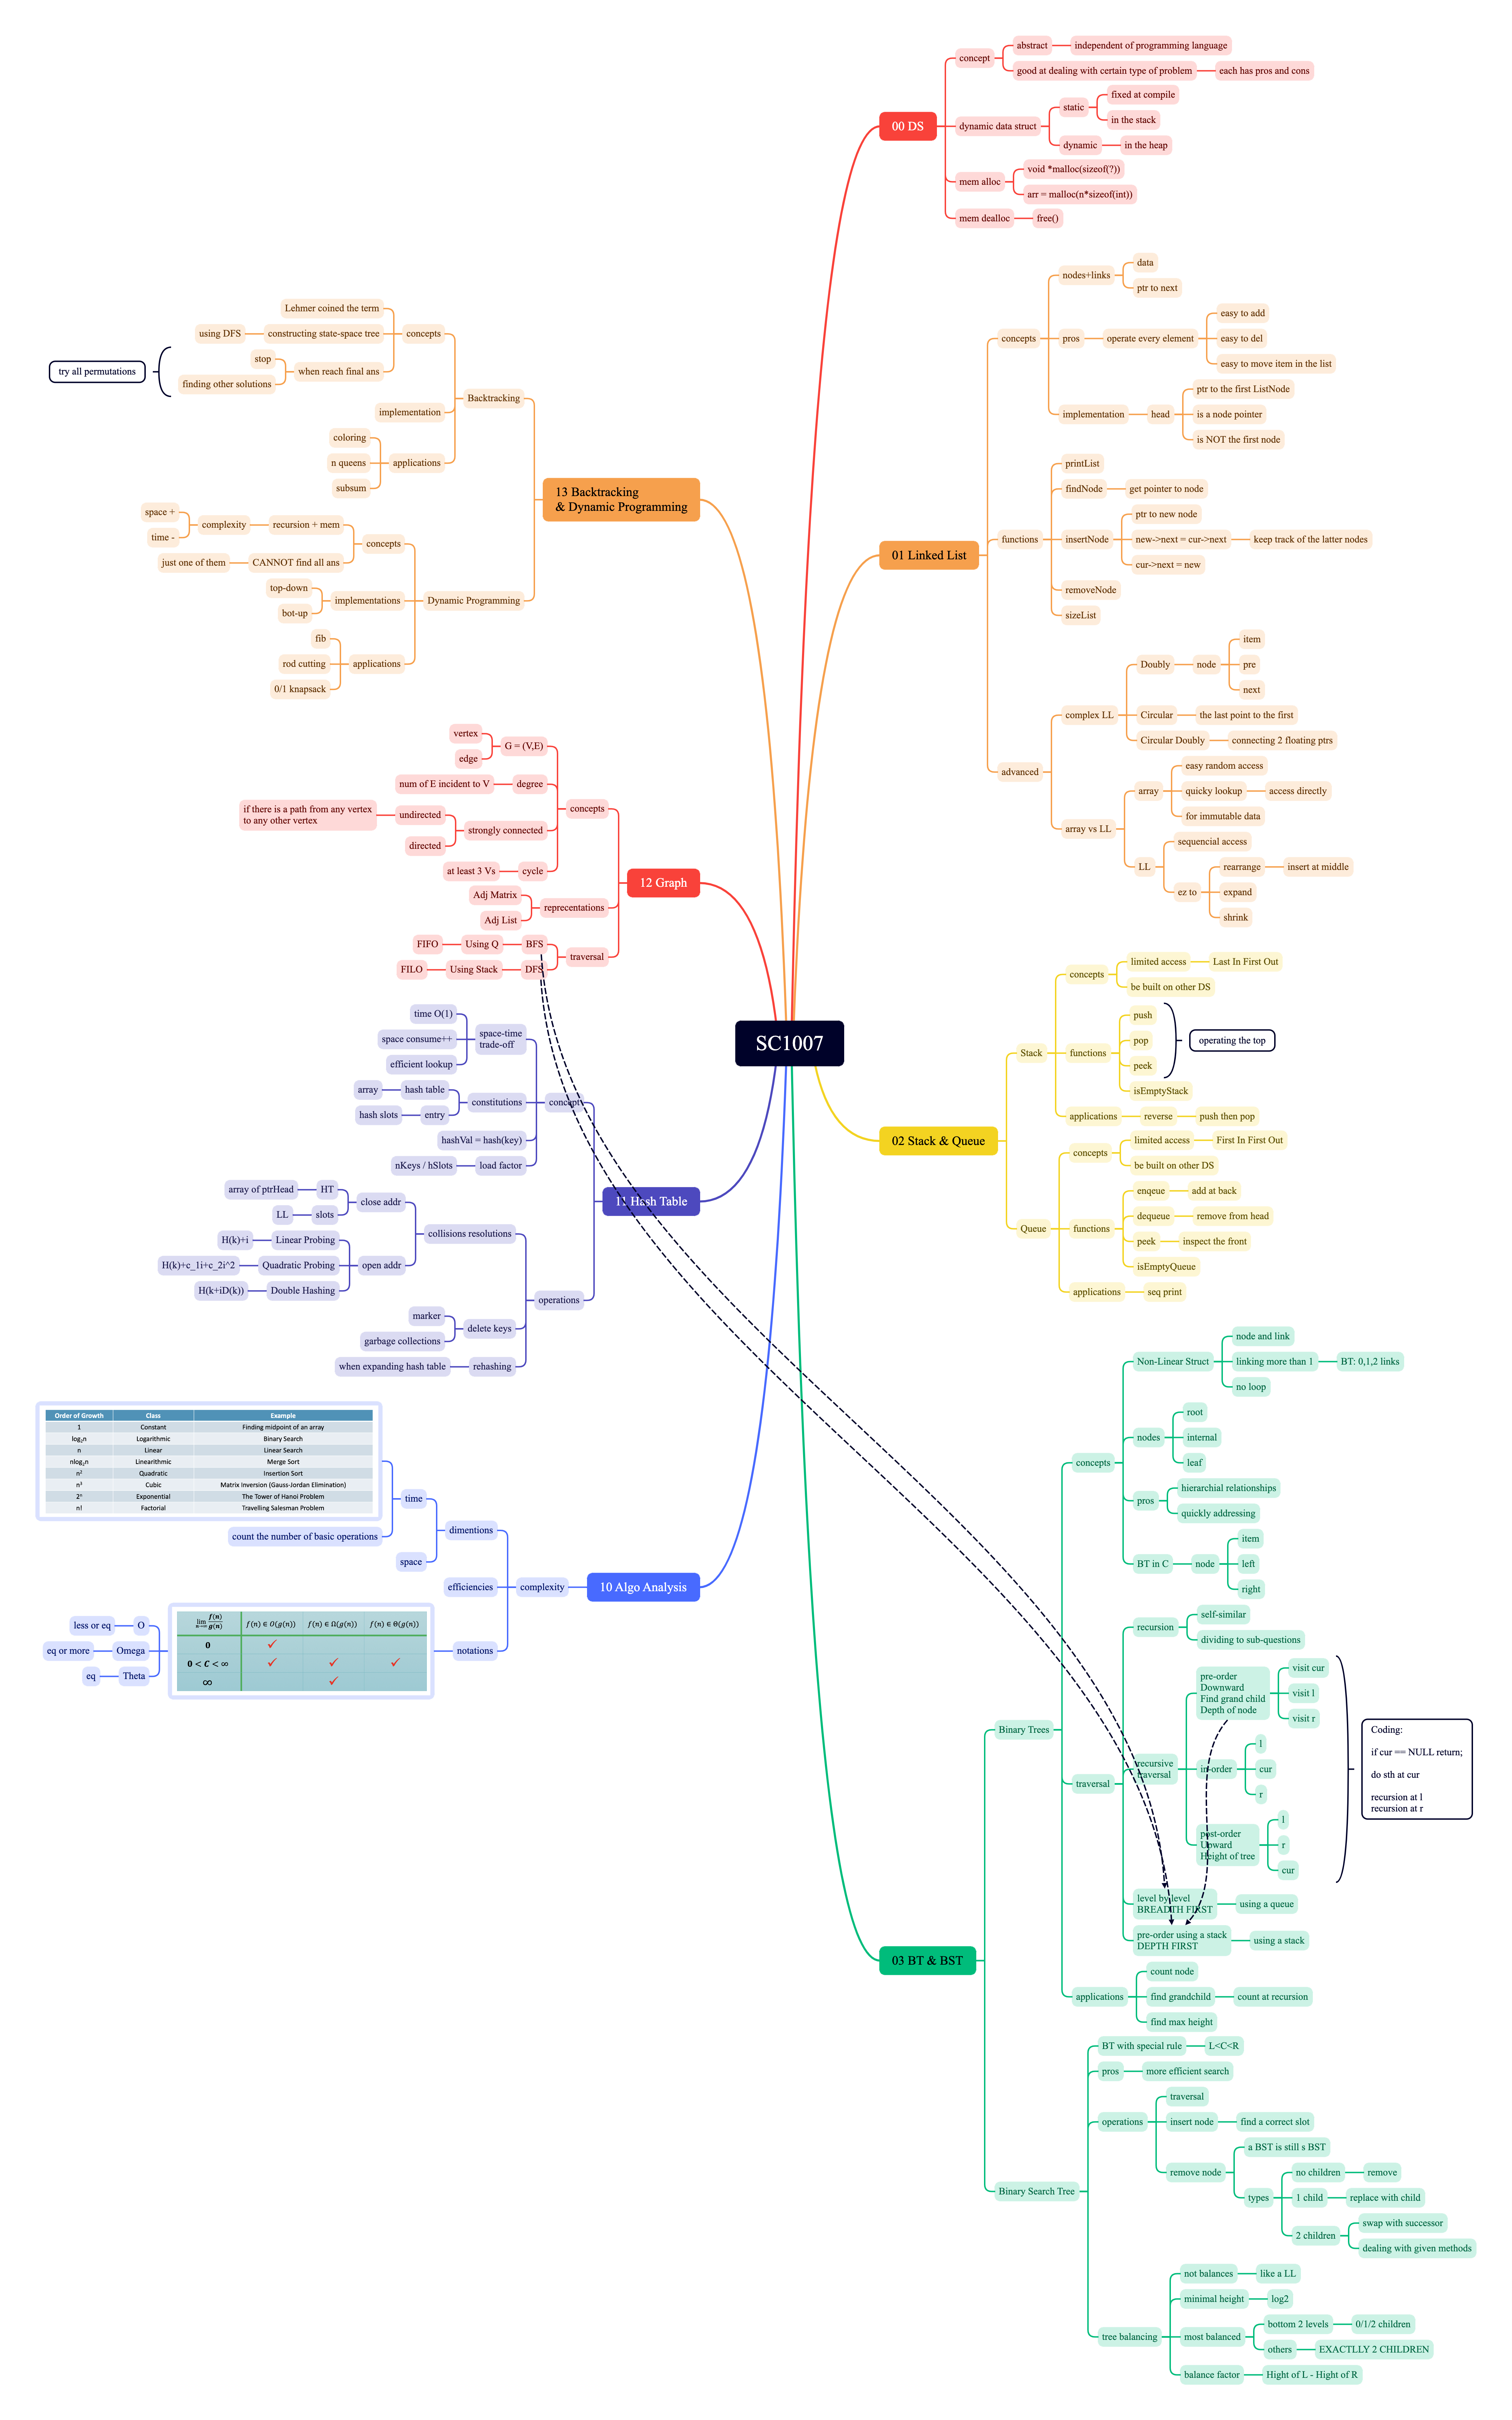 SC1007
00 DS
concept
abstract
independent of programming language
good at dealing with certain type of problem
each has pros and cons
dynamic data struct
static
fixed at compile
in the stack
dynamic
in the heap
mem alloc
void *malloc(sizeof(?))
arr = malloc(n*sizeof(int))
mem dealloc
free()
01 Linked List
concepts
nodes+links
data
ptr to next
pros
operate every element
easy to add
easy to del
easy to move item in the list
implementation
head
ptr to the first ListNode
is a node pointer
is NOT the first node
functions
printList
findNode
get pointer to node
insertNode
ptr to new node
new->next = cur->next
keep track of the latter nodes
cur->next = new
removeNode
sizeList
advanced
complex LL
Doubly
node
item
pre
next
Circular
the last point to the first
Circular Doubly
connecting 2 floating ptrs
array vs LL
array
easy random access
quicky lookup
access directly
for immutable data
LL
sequencial access
ez to
rearrange
insert at middle
expand
shrink
02 Stack & Queue
Stack
concepts
limited access
Last In First Out
be built on other DS
functions
push
pop
peek
operating the top
isEmptyStack
applications
reverse
push then pop
Queue
concepts
limited access
First In First Out
be built on other DS
functions
enqeue
add at back
dequeue
remove from head
peek
inspect the front
isEmptyQueue
applications
seq print
03 BT & BST
Binary Trees
concepts
Non-Linear Struct
node and link
linking more than 1
BT: 0,1,2 links
no loop
nodes
root
internal
leaf
pros
hierarchial relationships
quickly addressing
BT in C
node
item
left
right
traversal
recursion
self-similar
dividing to sub-questions
recursive
traversal
pre-order
Downward
Find grand child
Depth of node
visit cur
visit l
visit r
in-order
l
cur
r
post-order
Upward
Height of tree
l
r
cur
Coding:
if cur == NULL return;
do sth at cur
recursion at l
recursion at r
level by level
BREADTH FIRST
using a queue
pre-order using a stack
DEPTH FIRST
using a stack
applications
count node
find grandchild
count at recursion
find max height
Binary Search Tree
BT with special rule
L<C<R
pros
more efficient search
operations
traversal
insert node
find a correct slot
remove node
a BST is still s BST
types
no children
remove
1 child
replace with child
2 children
swap with successor
dealing with given methods
tree balancing
not balances
like a LL
minimal height
log2
most balanced
bottom 2 levels
0/1/2 children
others
EXACTLLY 2 CHILDREN
balance factor
Hight of L - Hight of R
13 Backtracking
& Dynamic Programming
Backtracking
concepts
Lehmer coined the term
constructing state-space tree
using DFS
when reach final ans
stop
finding other solutions
try all permutations
implementation
applications
coloring
n queens
subsum
Dynamic Programming
concepts
recursion + mem
complexity
space +
time -
CANNOT find all ans
just one of them
implementations
top-down
bot-up
applications
fib
rod cutting
0/1 knapsack
12 Graph
concepts
G = (V,E)
vertex
edge
degree
num of E incident to V
strongly connected
undirected
if there is a path from any vertex
to any other vertex
directed
cycle
at least 3 Vs
reprecentations
Adj Matrix
Adj List
traversal
BFS
Using Q
FIFO
DFS
Using Stack
FILO
11 Hash Table
concept
space-time
trade-off
time O(1)
space consume++
efficient lookup
constitutions
hash table
array
entry
hash slots
hashVal = hash(key)
load factor
nKeys / hSlots
operations
collisions resolutions
close addr
HT
array of ptrHead
slots
LL
open addr
Linear Probing
H(k)+i
Quadratic Probing
H(k)+c_1i+c_2i^2
Double Hashing
H(k+iD(k))
delete keys
marker
garbage collections
rehashing
when expanding hash table
10 Algo Analysis
complexity
dimentions
time
Order of Growth Class Example
1 Constant Finding midpoint of an array
log₂n Logarithmic Binary Search
n Linear Linear Search
nlog₂n Linearithmic Merge Sort
n² Quadratic Insertion Sort
n³ Cubic Matrix Inversion (Gauss-Jordan Elimination)
2ⁿ Exponential The Tower of Hanoi Problem
n! Factorial Travelling Salesman Problem
count the number of basic operations
space
efficiencies
notations
lim n→∞ f(n)/g(n) f(n) ∈ O(g(n)) f(n) ∈ Ω(g(n)) f(n) ∈ Θ(g(n))
0 ✓
0 < C < ∞ ✓ ✓ ✓
∞ ✓
O
less or eq
Omega
eq or more
Theta
eq